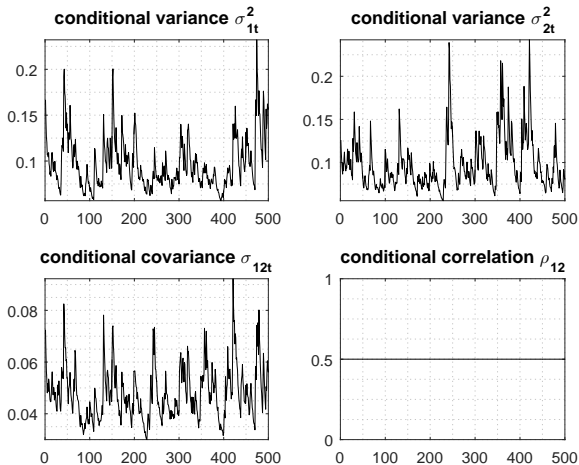 conditional variance σ²₁ₜ
0.2
0.15
0.1
0 100 200 300 400 500
conditional variance σ²₂ₜ
0.2
0.15
0.1
0 100 200 300 400 500
conditional covariance σ₁₂ₜ
0.08
0.06
0.04
0 100 200 300 400 500
conditional correlation ρ₁₂
1
0.5
0
0 100 200 300 400 500